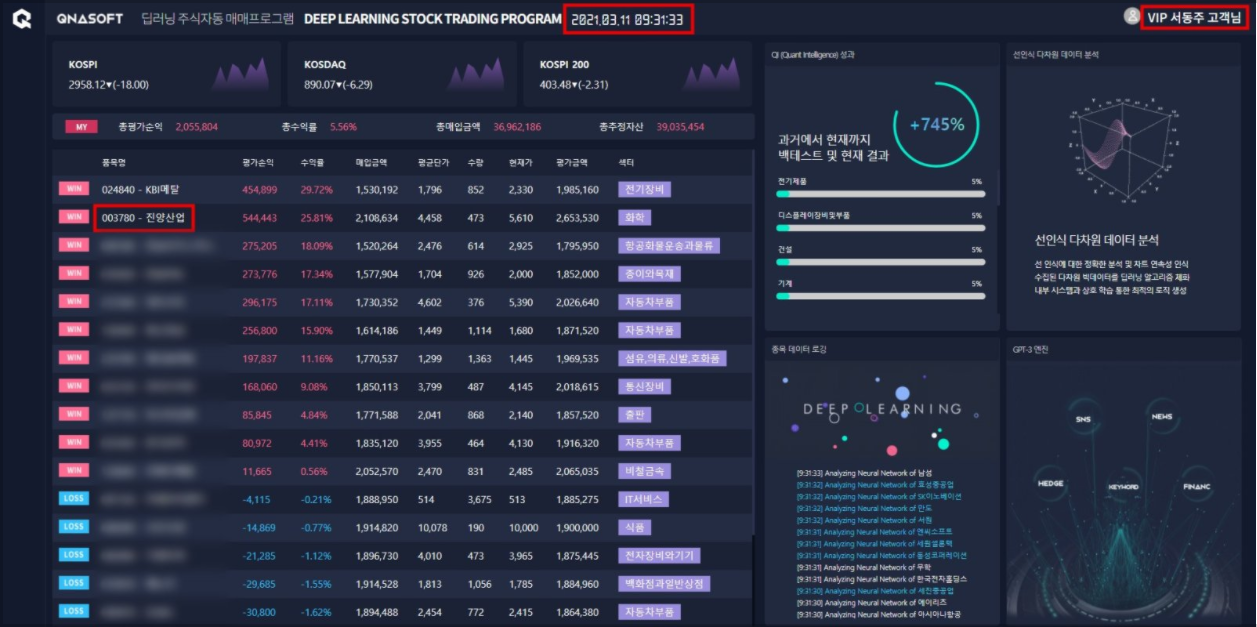 QNASOFT 딥러닝 주식자동 매매프로그램 DEEP LEARNING STOCK TRADING PROGRAM 2021.03.11 09:31:33 VIP 서동주 고객님
KOSPI
2958.12▼(-18.00)
KOSDAQ
890.07▼(-6.29)
KOSPI 200
403.48▼(-2.31)
MY 총평가손익 2,055,804 총수익률 5.56% 총매입금액 36,962,186 총추정자산 39,035,454
품목명 평가손익 수익률 매입금액 평균단가 수량 현재가 평가금액 섹터
WIN 024840 - KBI메탈 454,899 29.72% 1,530,192 1,796 852 2,330 1,985,160 전기장비
WIN 003780 - 진양산업 544,443 25.81% 2,108,634 4,458 473 5,610 2,653,530 화학
WIN 275,205 18.09% 1,520,264 2,476 614 2,925 1,795,950 항공화물운송과물류
WIN 273,776 17.34% 1,577,904 1,704 926 2,000 1,852,000 종이와목재
WIN 296,175 17.11% 1,730,352 4,602 376 5,390 2,026,640 자동차부품
WIN 256,800 15.90% 1,614,186 1,449 1,114 1,680 1,871,520 자동차부품
WIN 197,837 11.16% 1,770,537 1,299 1,363 1,445 1,969,535 섬유,의류,신발,호화품
WIN 168,060 9.08% 1,850,113 3,799 487 4,145 2,018,615 통신장비
WIN 85,845 4.84% 1,771,588 2,041 868 2,140 1,857,520 출판
WIN 80,972 4.41% 1,835,120 3,955 464 4,130 1,916,320 자동차부품
WIN 11,665 0.56% 2,052,570 2,470 831 2,485 2,065,035 비철금속
LOSS -4,115 -0.21% 1,888,950 514 3,675 513 1,885,275 IT서비스
LOSS -14,869 -0.77% 1,914,820 10,078 190 10,000 1,900,000 식품
LOSS -21,285 -1.12% 1,896,730 4,010 473 3,965 1,875,445 전자장비와기기
LOSS -29,685 -1.55% 1,914,528 1,813 1,056 1,785 1,884,960 백화점과일반상점
LOSS -30,800 -1.62% 1,894,488 2,454 772 2,415 1,864,380 자동차부품
QI (Quant Intelligence) 성과
+745%
과거에서 현재까지
백테스트 및 현재 결과
전기제품 5%
디스플레이장비및부품 5%
건설 5%
기계 5%
선인식 다차원 데이터 분석
선인식 다차원 데이터 분석
선 인식에 대한 정확한 분석 및 차트 연속성 인식
수집된 다차원 빅데이터를 딥러닝 알고리즘 재화
내부 시스템과 상호 학습 통한 최적의 로직 생성
종목 데이터 로깅
DEEP LEARNING
[9:31:33] Analyzing Neural Network of 남성
[9:31:32] Analyzing Neural Network of 포성중공업
[9:31:32] Analyzing Neural Network of SK이노베이션
[9:31:32] Analyzing Neural Network of 만도
[9:31:32] Analyzing Neural Network of 서원
[9:31:31] Analyzing Neural Network of 엔씨소프트
[9:31:31] Analyzing Neural Network of 세원셀론텍
[9:31:31] Analyzing Neural Network of 동성코퍼레이션
[9:31:31] Analyzing Neural Network of 무학
[9:31:31] Analyzing Neural Network of 한국전자홀딩스
[9:31:30] Analyzing Neural Network of 세진중공업
[9:31:30] Analyzing Neural Network of 메이리츠
[9:31:30] Analyzing Neural Network of 아시아나항공
GPT-3 엔진
SNS
NEWS
HEDGE
KEYWORD
FINANC